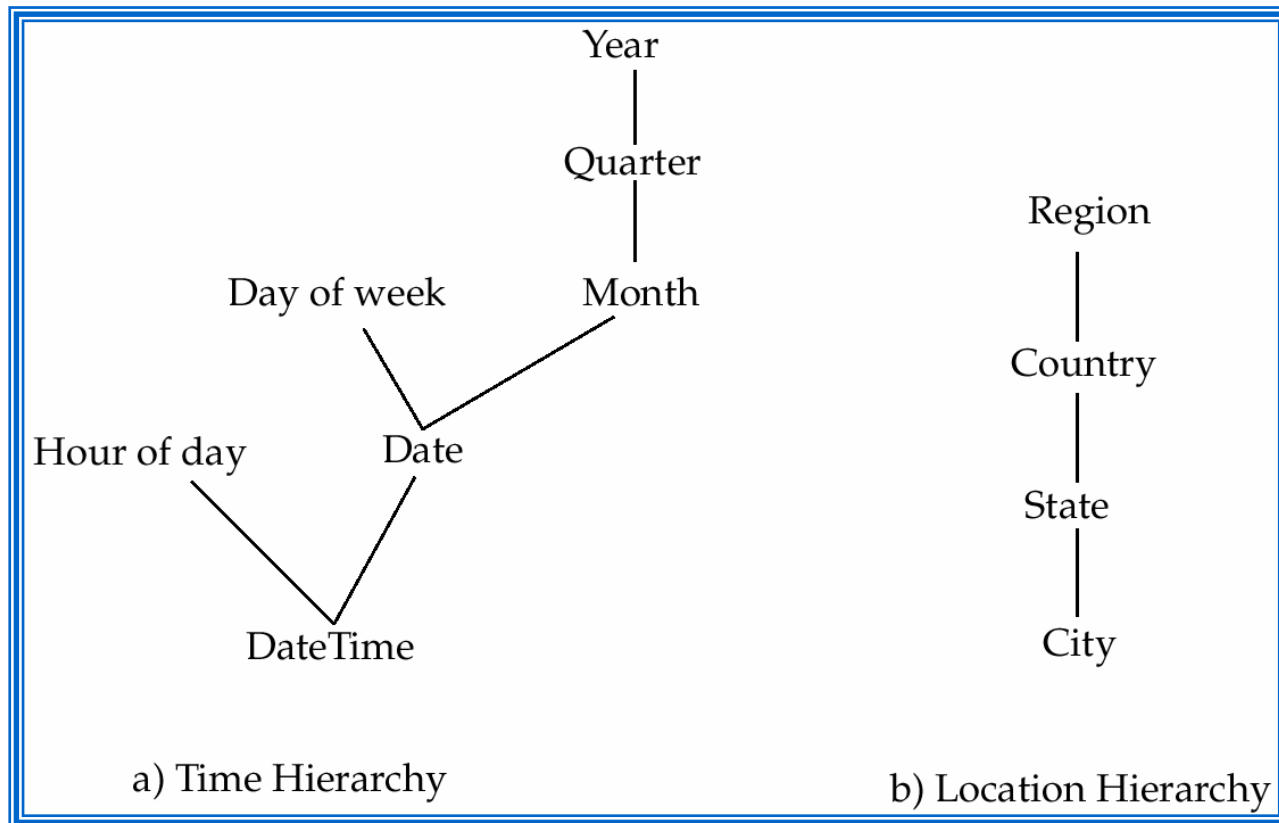 Year
Quarter
Region
Day of week
Month
Country
Hour of day
Date
State
DateTime
City
a) Time Hierarchy
b) Location Hierarchy